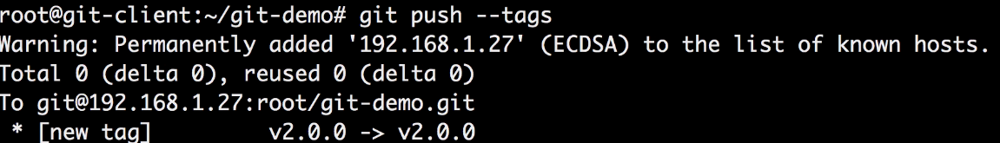 root@git-client:~/git-demo# git push --tags
Warning: Permanently added '192.168.1.27' (ECDSA) to the list of known hosts.
Total 0 (delta 0), reused 0 (delta 0)
To git@192.168.1.27:root/git-demo.git
 * [new tag]         v2.0.0 -> v2.0.0